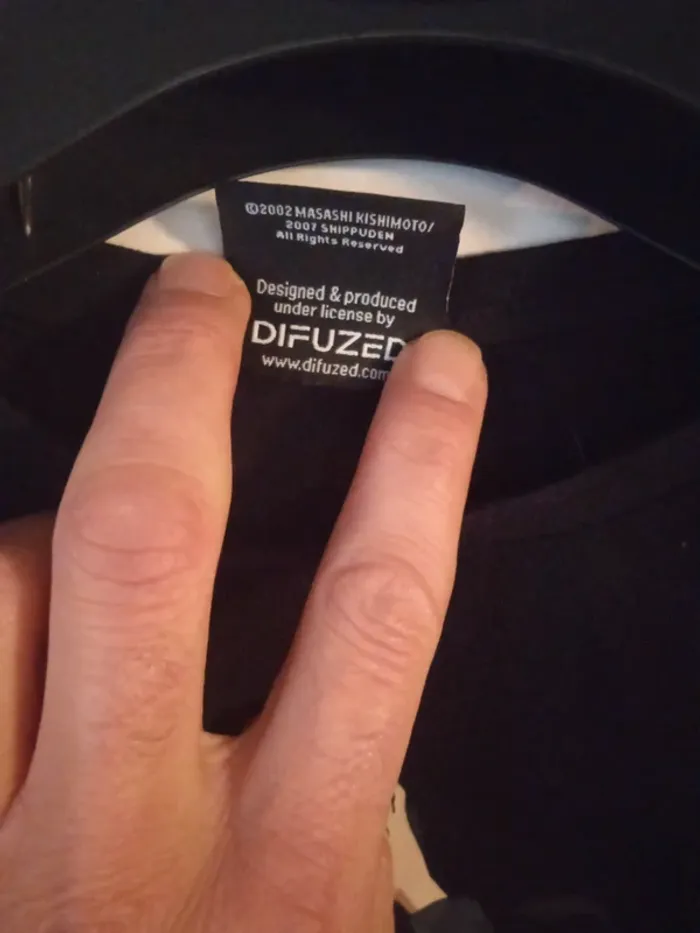 ©2002 MASASHI KISHIMOTO/
2007 SHIPPUDEN
All Rights Reserved
Designed & produced
under license by
DIFUZED
www.difuzed.com